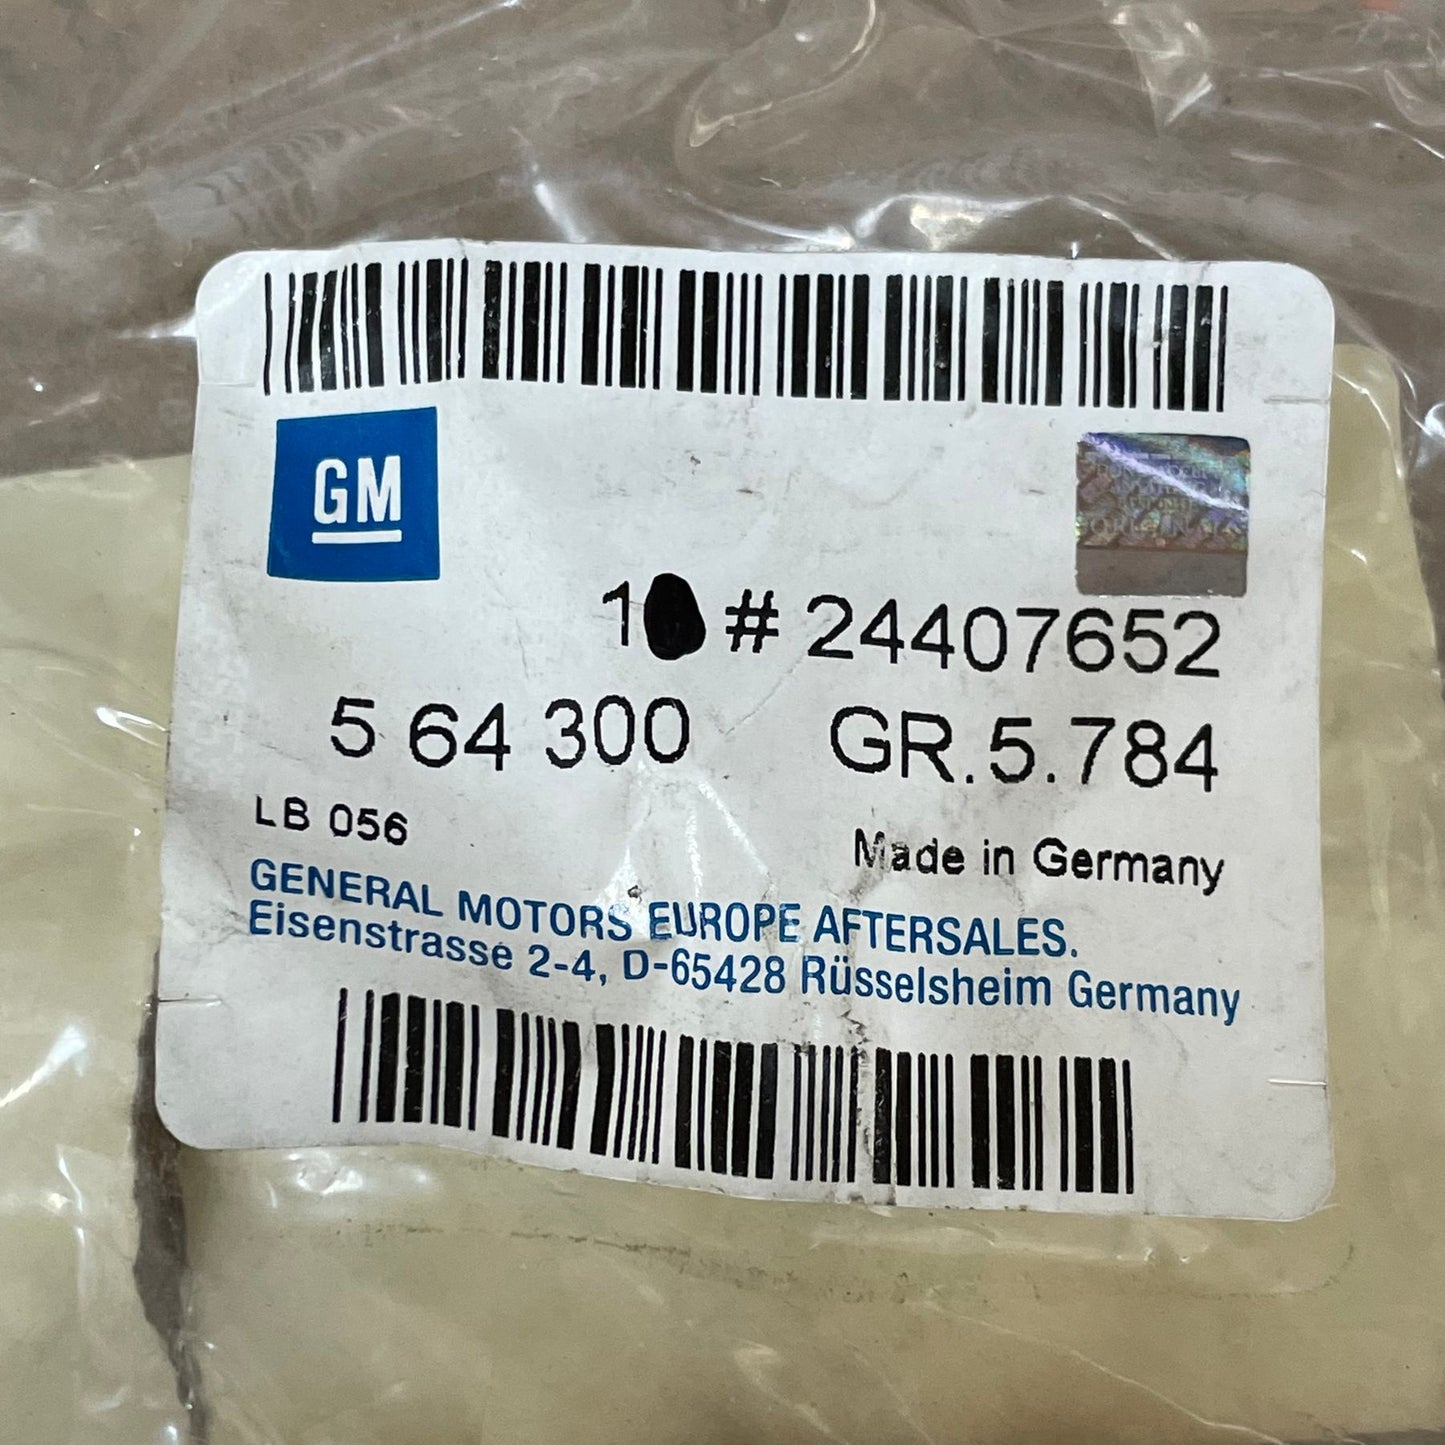 GM
1 # 24407652
5 64 300 GR.5.784
LB 056
Made in Germany
GENERAL MOTORS EUROPE AFTERSALES.
Eisenstrasse 2-4, D-65428 Rüsselsheim Germany